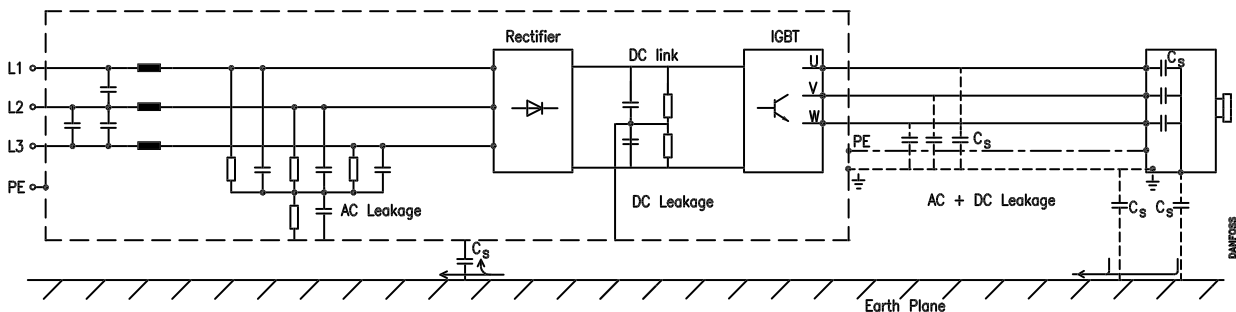 Rectifier
IGBT
DC link
L1
L2
L3
PE
U
V
W
PE
Cs
Cs
AC Leakage
DC Leakage
AC + DC Leakage
Cs
Cs
Cs
Earth Plane
DANFOSS